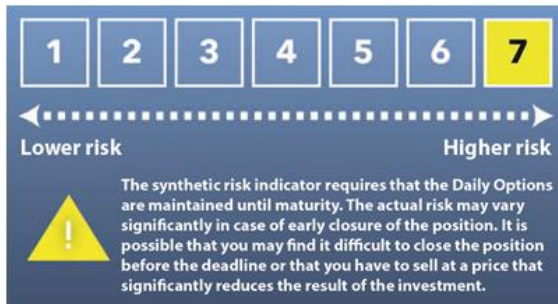 1 2 3 4 5 6 7
Lower risk Higher risk
The synthetic risk indicator requires that the Daily Options
are maintained until maturity. The actual risk may vary
significantly in case of early closure of the position. It is
possible that you may find it difficult to close the position
before the deadline or that you have to sell at a price that
significantly reduces the result of the investment.
!